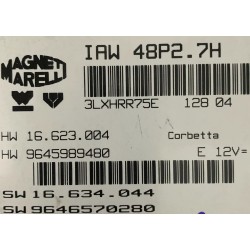 MAGNETI MARELLI
IAW 48P2.7H
3LXHRR75E 128 04
HW 16.623.004 Corbetta
HW 9645989480 E 12V=
SW 16.634.044
SW 9646570280